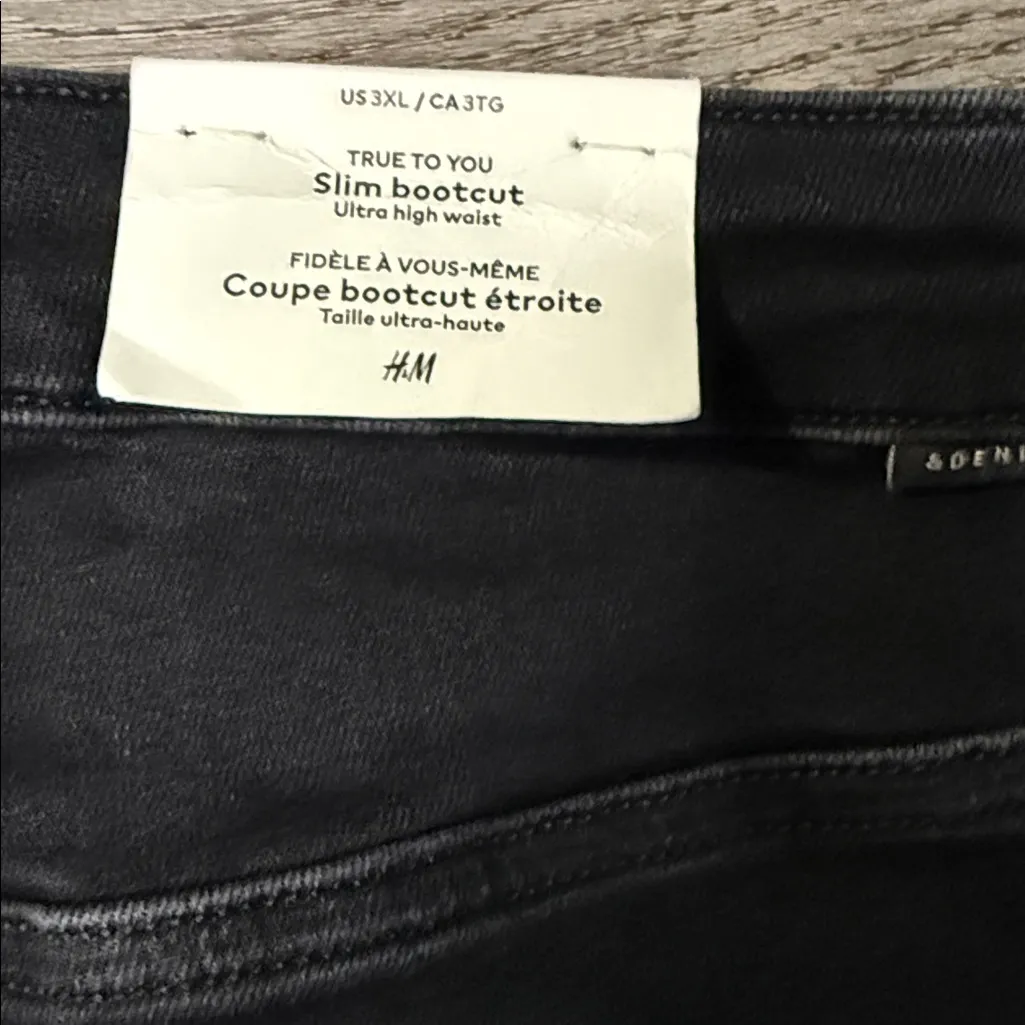 US 3XL / CA 3TG
TRUE TO YOU
Slim bootcut
Ultra high waist
FIDÈLE À VOUS-MÊME
Coupe bootcut étroite
Taille ultra-haute
H&M